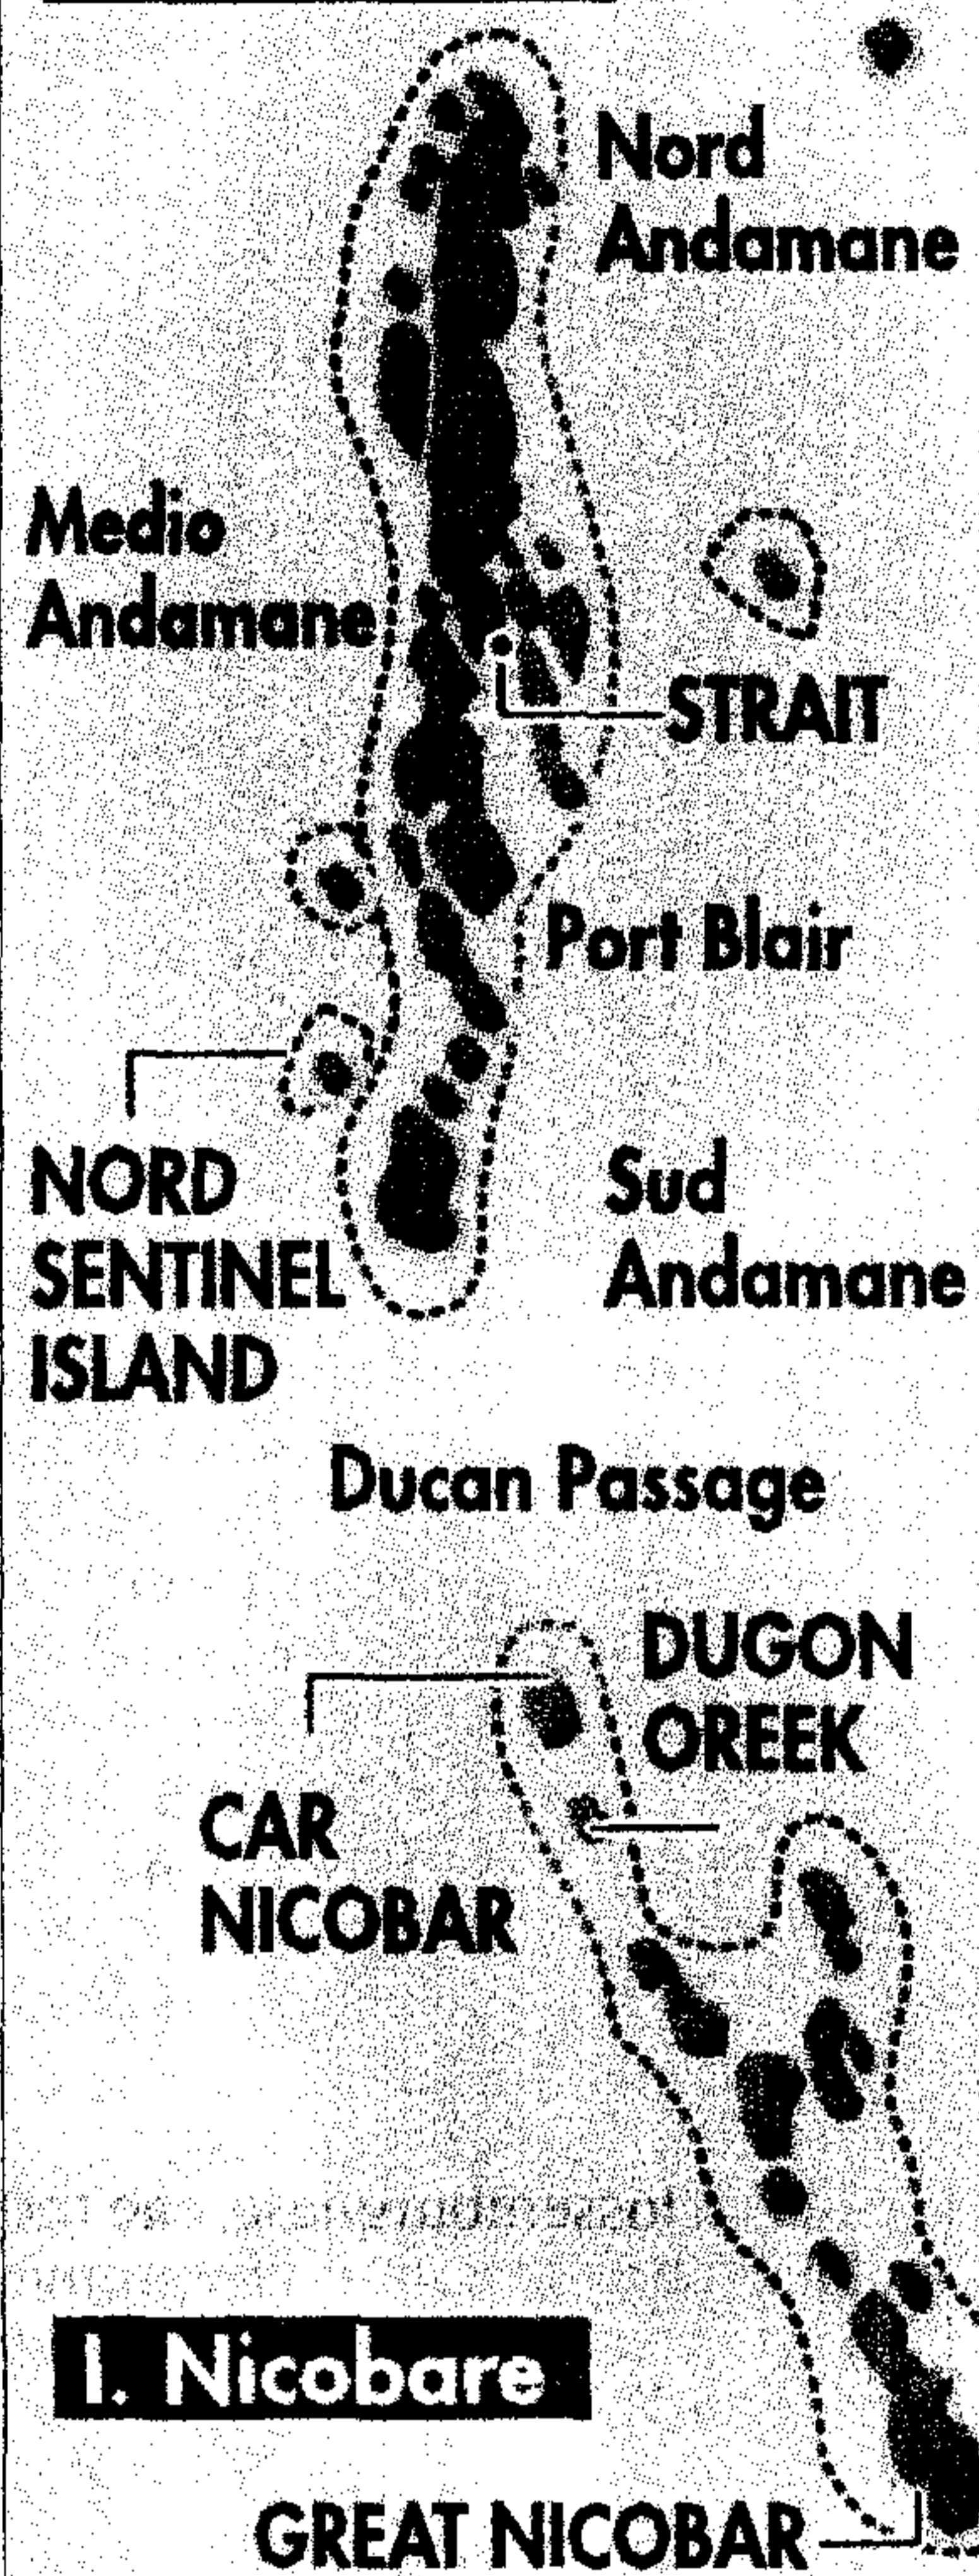 Nord
Andamane
Medio
Andamane
STRAIT
Port Blair
NORD
SENTINEL
ISLAND
Sud
Andamane
Ducan Passage
DUGON
OREEK
CAR
NICOBAR
I. Nicobare
GREAT NICOBAR